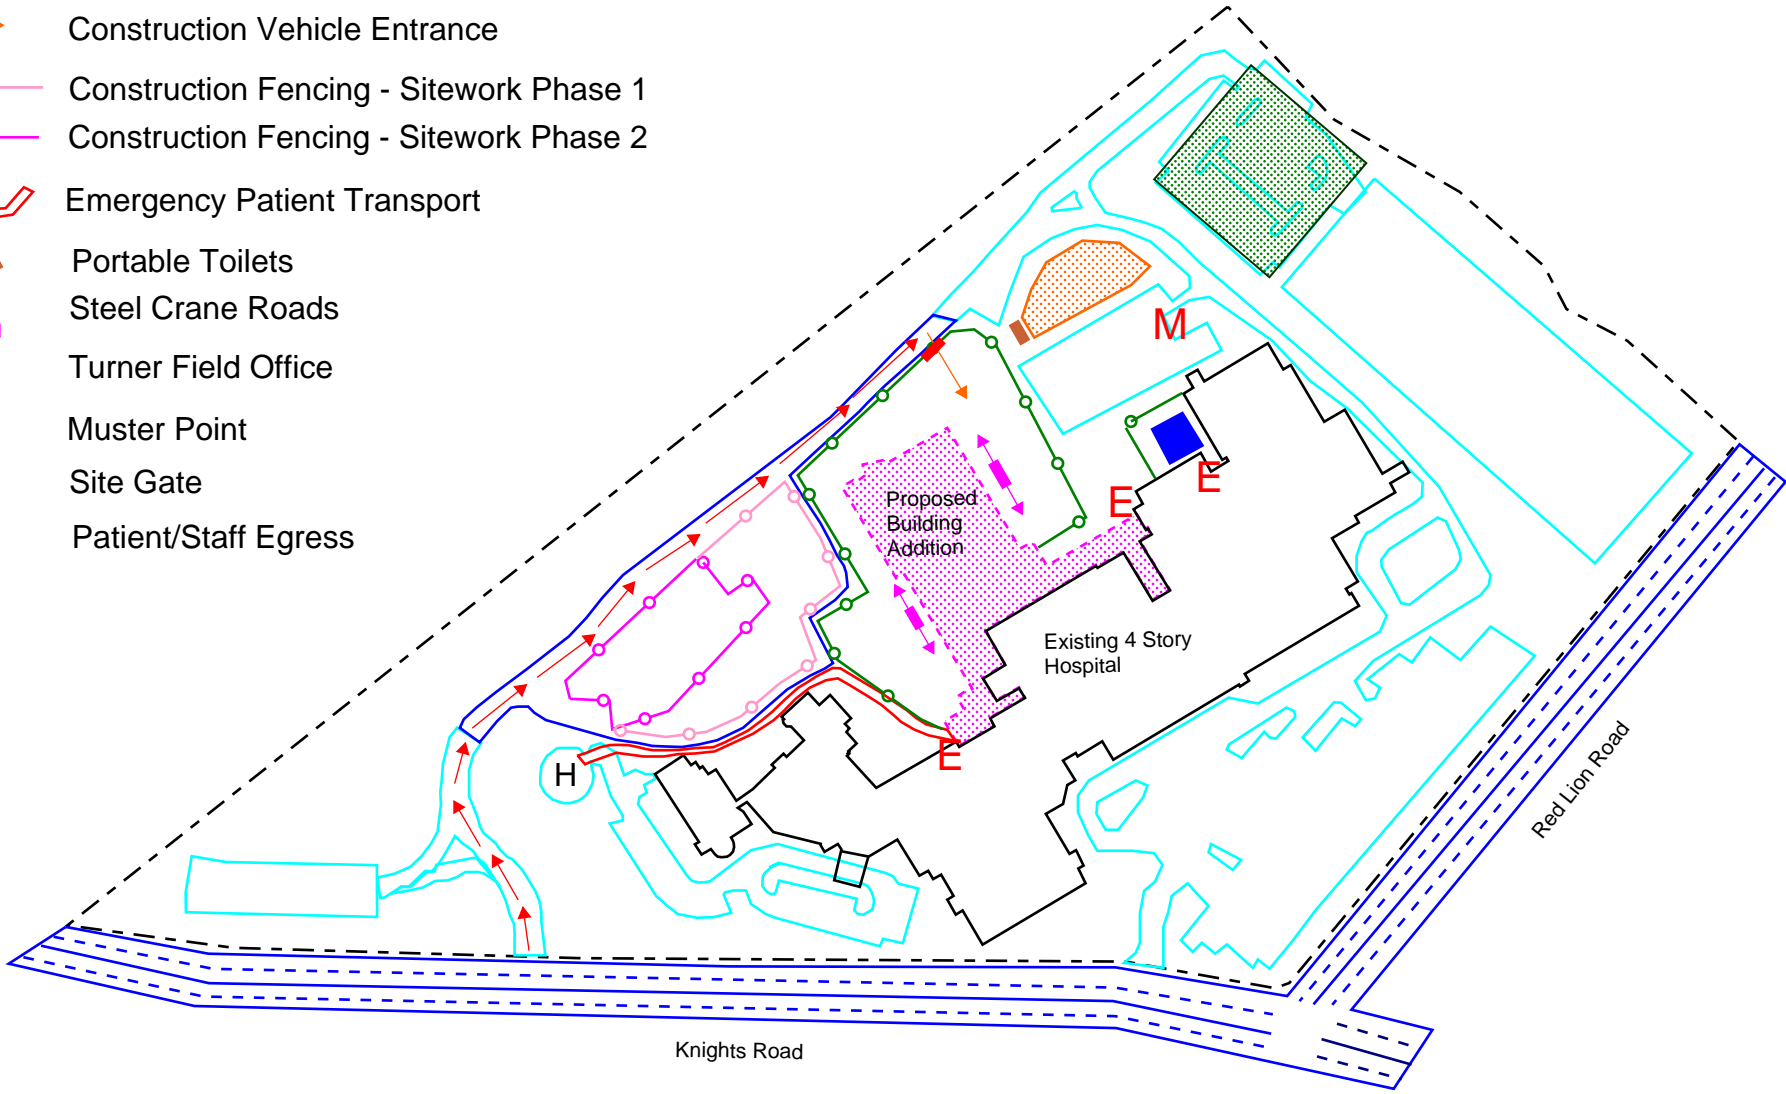 Construction Vehicle Entrance
Construction Fencing - Sitework Phase 1
Construction Fencing - Sitework Phase 2
Emergency Patient Transport
Portable Toilets
Steel Crane Roads
Turner Field Office
Muster Point
Site Gate
Patient/Staff Egress
M
E
E
Proposed
Building
Addition
Existing 4 Story
Hospital
E
H
Red Lion Road
Knights Road